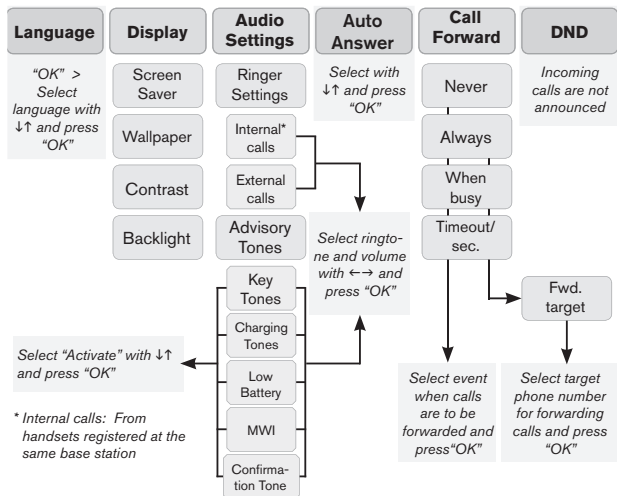 Language
Display
Audio
Settings
Auto
Answer
Call
Forward
DND
“OK” >
Select
language with
↓↑ and press
“OK”
Screen
Saver
Wallpaper
Contrast
Backlight
Ringer
Settings
Internal*
calls
External
calls
Advisory
Tones
Key
Tones
Charging
Tones
Low
Battery
MWI
Confirma-
tion Tone
Select with
↓↑ and press
“OK”
Select ringto-
ne and volume
with ←→ and
press “OK”
Never
Always
When
busy
Timeout/
sec.
Incoming
calls are not
announced
Fwd.
target
Select “Activate” with ↓↑
and press “OK”
* Internal calls: From
handsets registered at the
same base station
Select event
when calls
are to be
forwarded and
press“OK”
Select target
phone number
for forwarding
calls and press
“OK”